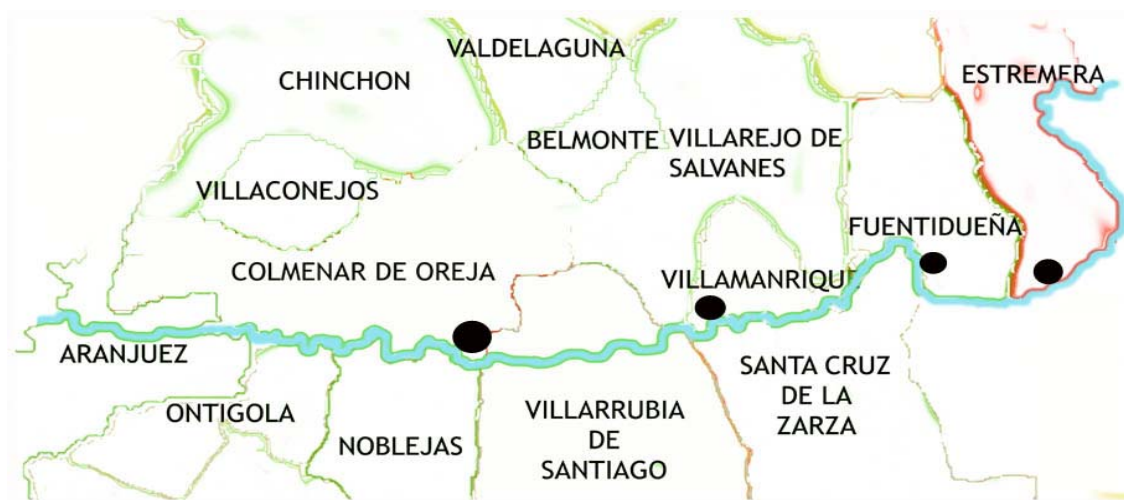 VALDELAGUNA
CHINCHON
ESTREMERA
BELMONTE
VILLAREJO DE
SALVANES
VILLACONEJOS
FUENTIDUEÑA
COLMENAR DE OREJA
VILLAMANRIQUE
ARANJUEZ
ONTIGOLA
NOBLEJAS
VILLARRUBIA
DE
SANTIAGO
SANTA CRUZ
DE LA
ZARZA